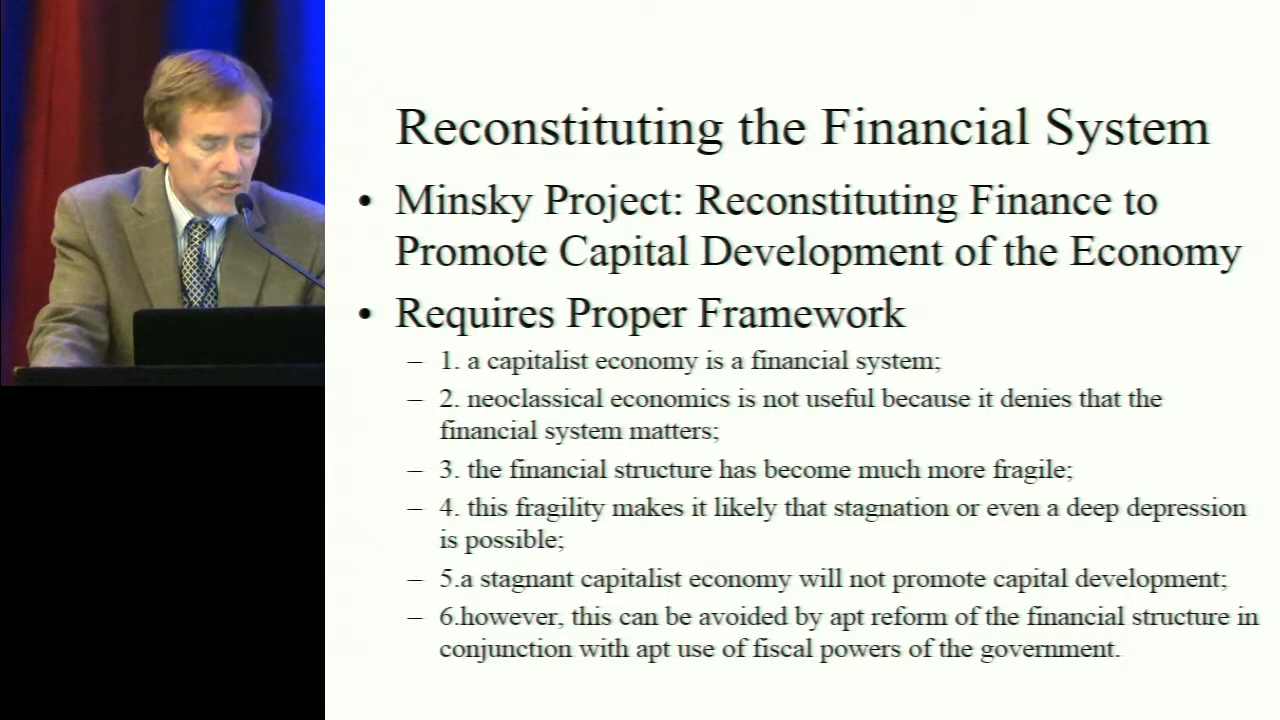 Reconstituting the Financial System
• Minsky Project: Reconstituting Finance to
Promote Capital Development of the Economy
• Requires Proper Framework
– 1. a capitalist economy is a financial system;
– 2. neoclassical economics is not useful because it denies that the
financial system matters;
– 3. the financial structure has become much more fragile;
– 4. this fragility makes it likely that stagnation or even a deep depression
is possible;
– 5.a stagnant capitalist economy will not promote capital development;
– 6.however, this can be avoided by apt reform of the financial structure in
conjunction with apt use of fiscal powers of the government.